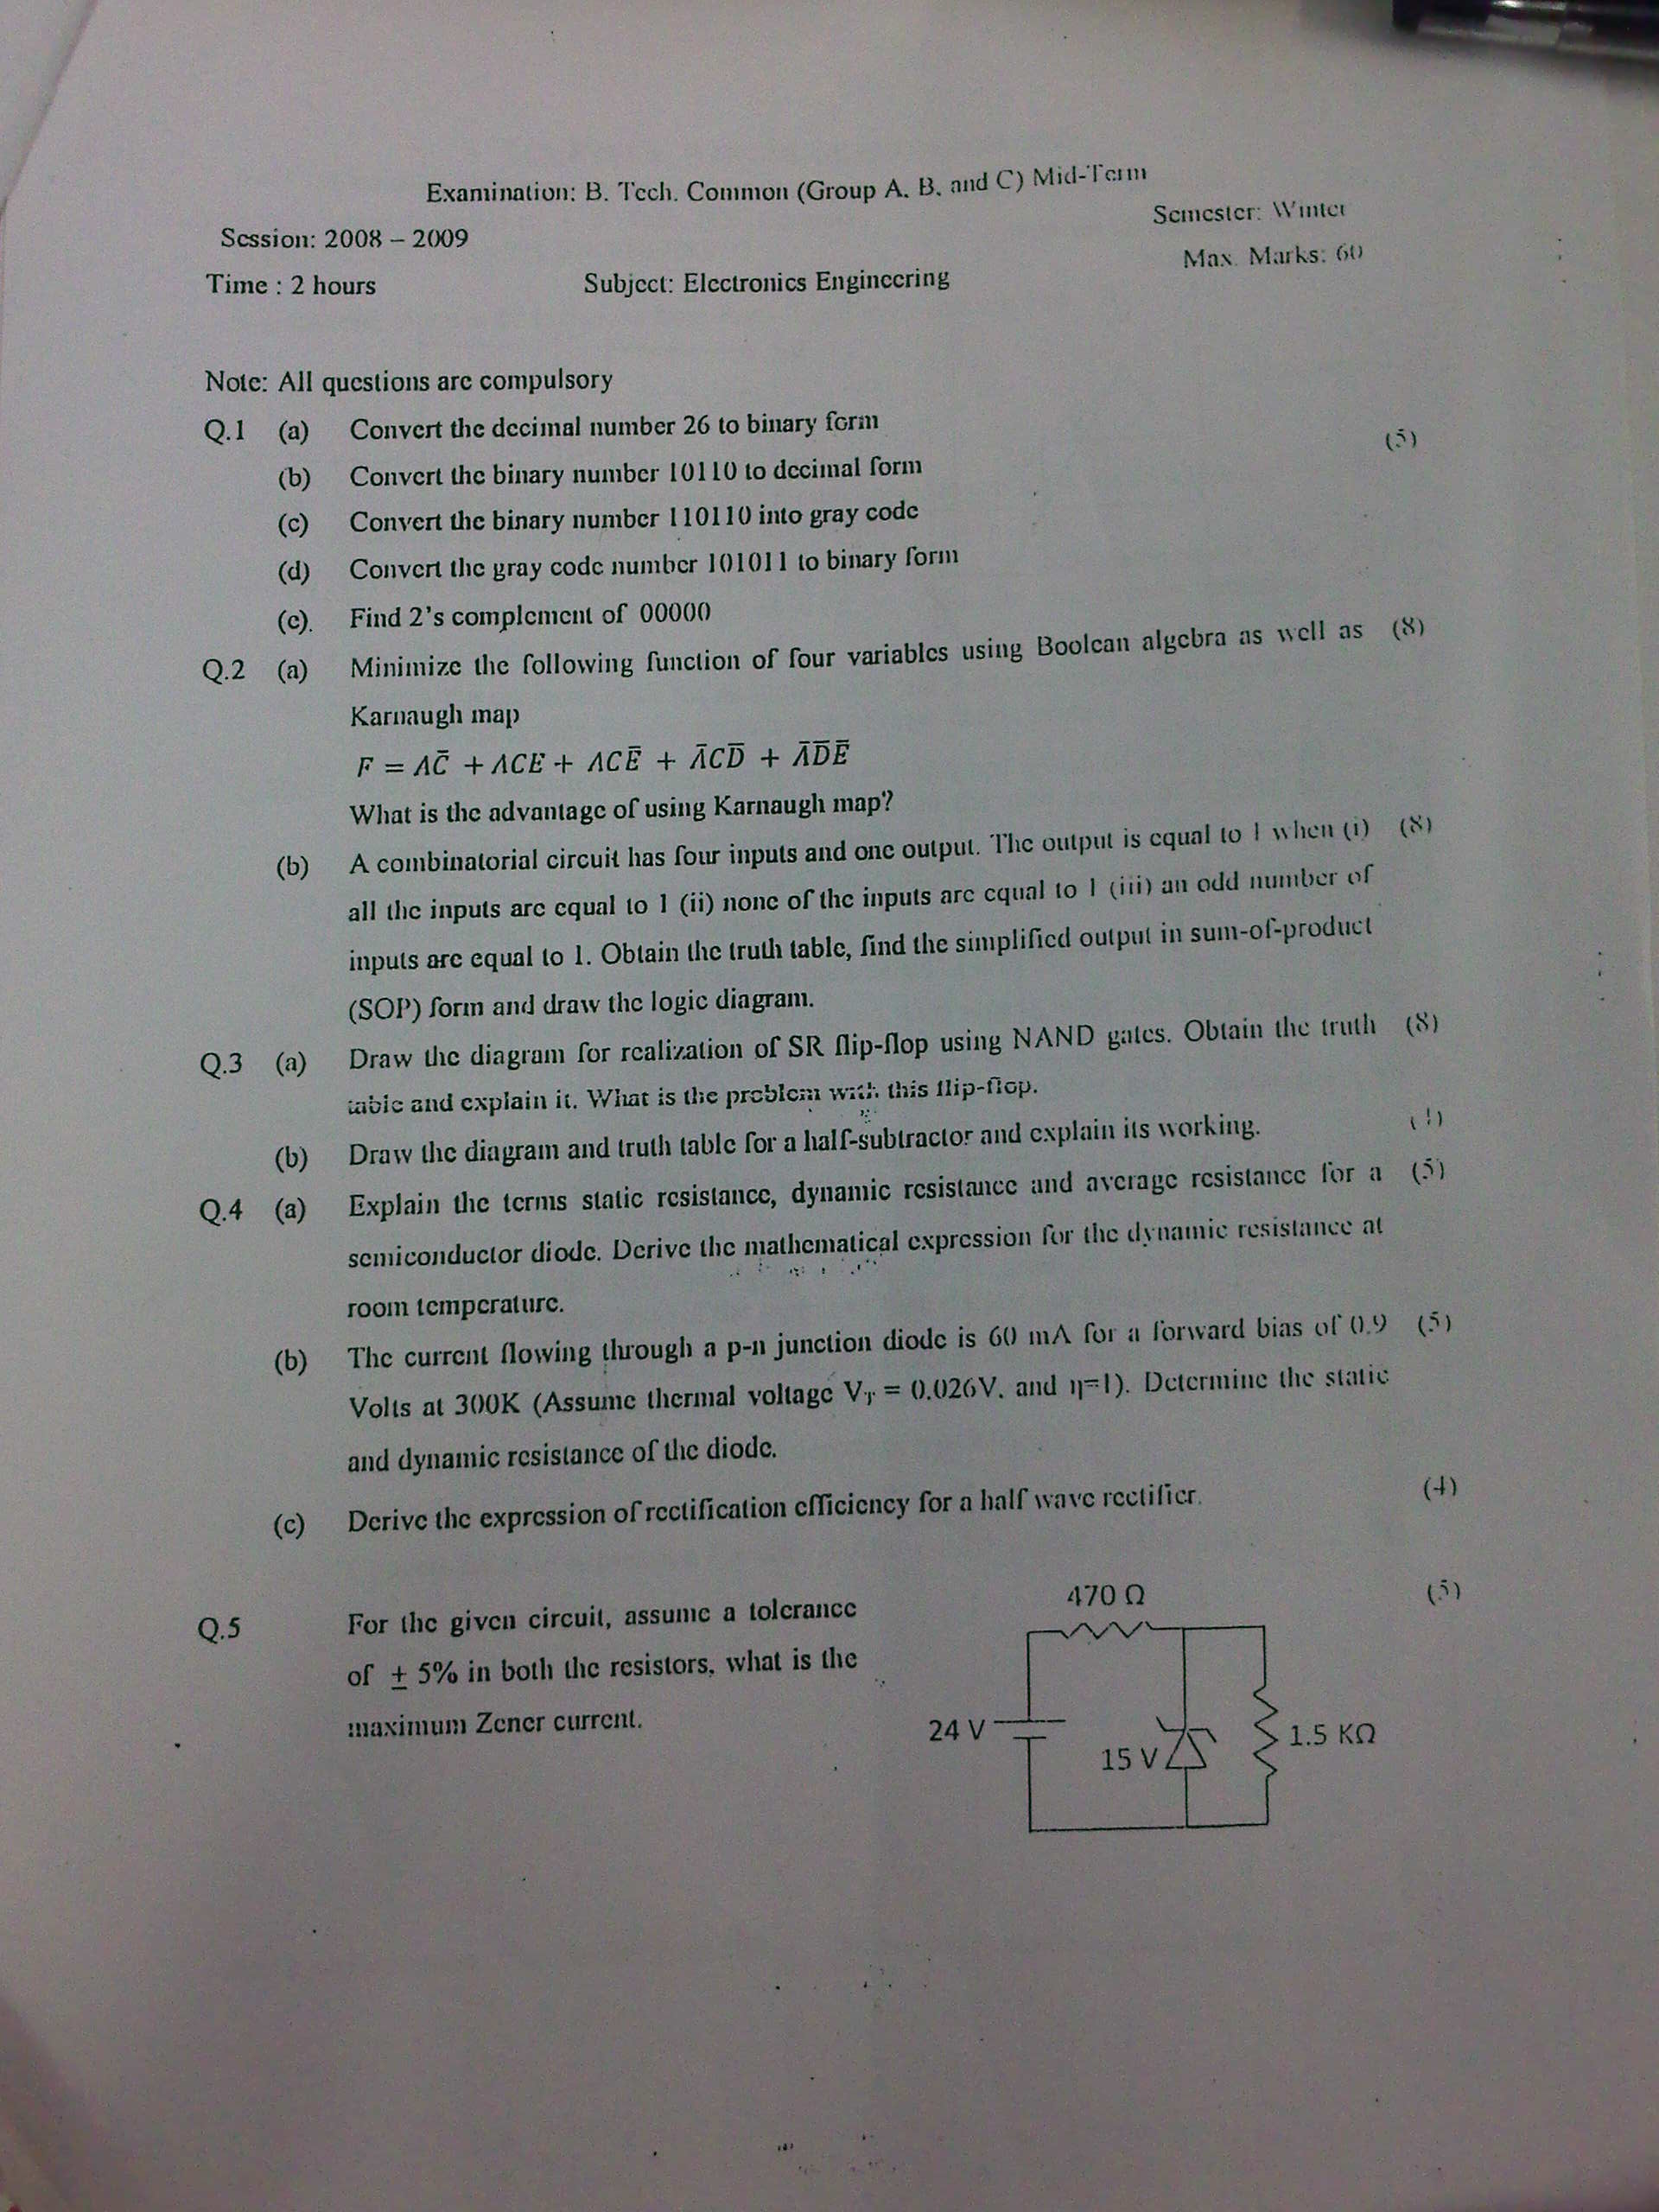 Examination: B. Tech. Common (Group A. B. and C) Mid-Term
Semester: Winter
Session: 2008 – 2009
Max. Marks: 60
Time : 2 hours Subject: Electronics Engineering
Note: All questions are compulsory
Q.1 (a) Convert the decimal number 26 to binary form (5)
(b) Convert the binary number 10110 to decimal form
(c) Convert the binary number 110110 into gray code
(d) Convert the gray code number 101011 to binary form
(e). Find 2's complement of 00000
Q.2 (a) Minimize the following function of four variables using Boolean algebra as well as (8)
Karnaugh map
F = AC̄ + ACE + ACĒ + ĀCD̄ + ĀD̄Ē
What is the advantage of using Karnaugh map?
(b) A combinatorial circuit has four inputs and one output. The output is equal to 1 when (i) (8)
all the inputs are equal to 1 (ii) none of the inputs are equal to 1 (iii) an odd number of
inputs are equal to 1. Obtain the truth table, find the simplified output in sum-of-product
(SOP) form and draw the logic diagram.
Q.3 (a) Draw the diagram for realization of SR flip-flop using NAND gates. Obtain the truth (8)
table and explain it. What is the problem with this flip-flop.
(b) Draw the diagram and truth table for a half-subtractor and explain its working.
Q.4 (a) Explain the terms static resistance, dynamic resistance and average resistance for a (5)
semiconductor diode. Derive the mathematical expression for the dynamic resistance at
room temperature.
(b) The current flowing through a p-n junction diode is 60 mA for a forward bias of 0.9 (5)
Volts at 300K (Assume thermal voltage V_T = 0.026V. and η=1). Determine the static
and dynamic resistance of the diode.
(c) Derive the expression of rectification efficiency for a half wave rectifier. (4)
Q.5 For the given circuit, assume a tolerance (5)
of ± 5% in both the resistors, what is the
maximum Zener current.
470 Ω
24 V
15 V
1.5 KΩ